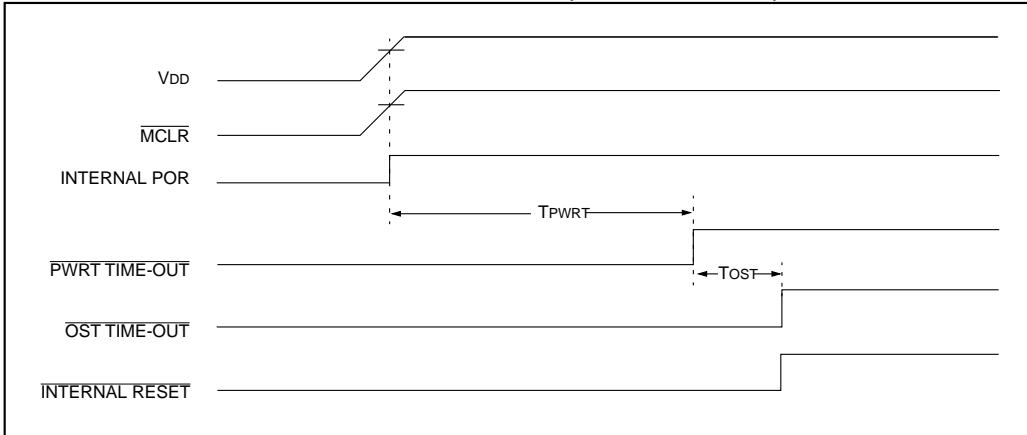 VDD
MCLR
INTERNAL POR
TPWRT
PWRT TIME-OUT
TOST
OST TIME-OUT
INTERNAL RESET